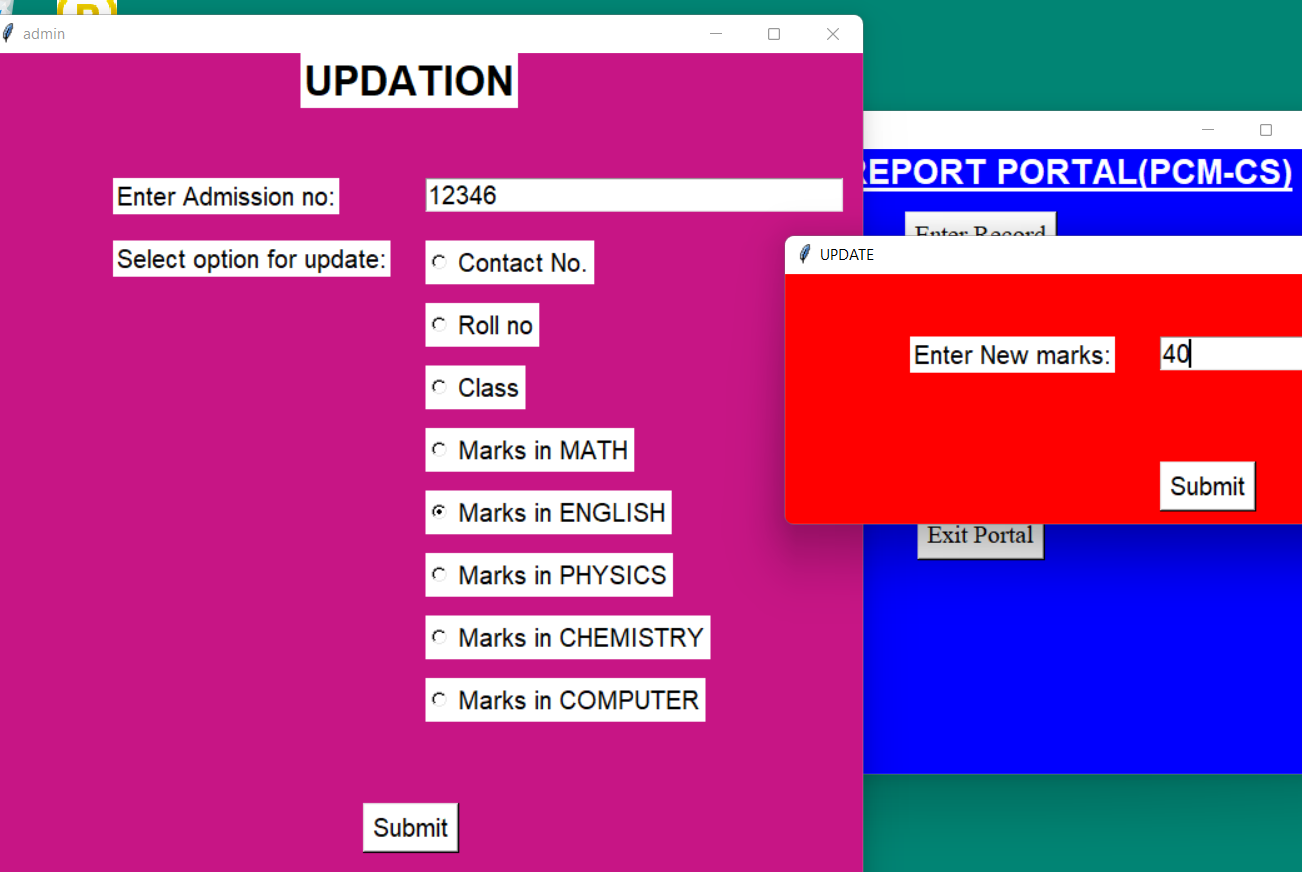 admin
UPDATION
Enter Admission no:
12346
Select option for update:
Contact No.
Roll no
Class
Marks in MATH
Marks in ENGLISH
Marks in PHYSICS
Marks in CHEMISTRY
Marks in COMPUTER
Submit
REPORT PORTAL(PCM-CS)
Enter Record
UPDATE
Enter New marks:
40
Submit
Exit Portal